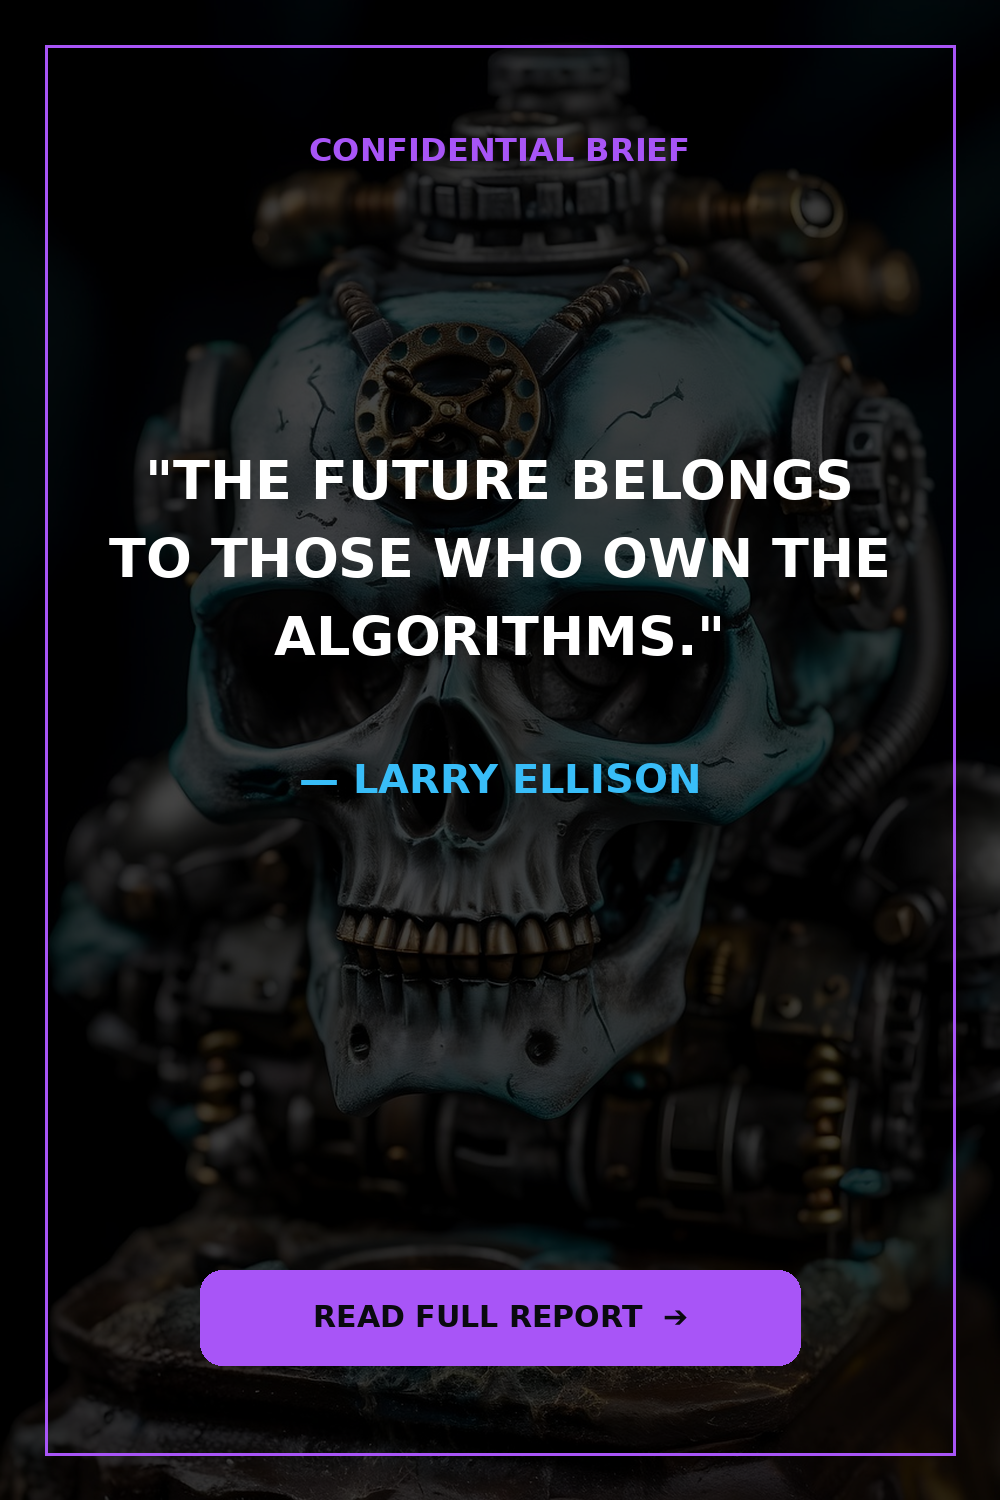 CONFIDENTIAL BRIEF
"THE FUTURE BELONGS
TO THOSE WHO OWN THE
ALGORITHMS."
— LARRY ELLISON
READ FULL REPORT ➔